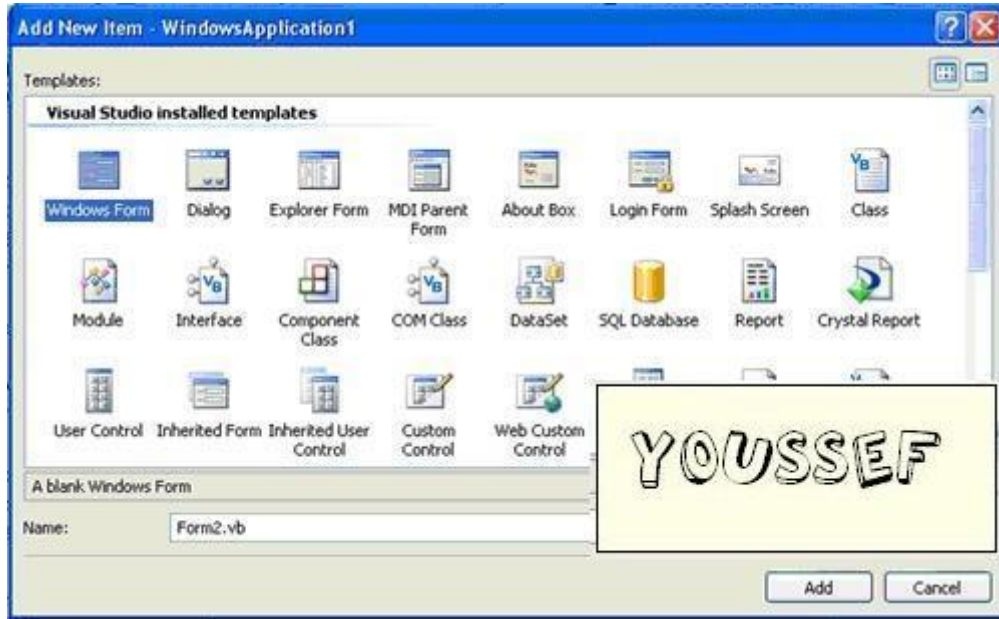 Add New Item - WindowsApplication1
Templates:
Visual Studio installed templates
Windows Form Dialog Explorer Form MDI Parent Form About Box Login Form Splash Screen Class
Module Interface Component Class COM Class DataSet SQL Database Report Crystal Report
User Control Inherited Form Inherited User Control Custom Control Web Custom Control
YOUSSEF
A blank Windows Form
Name: Form2.vb
Add Cancel